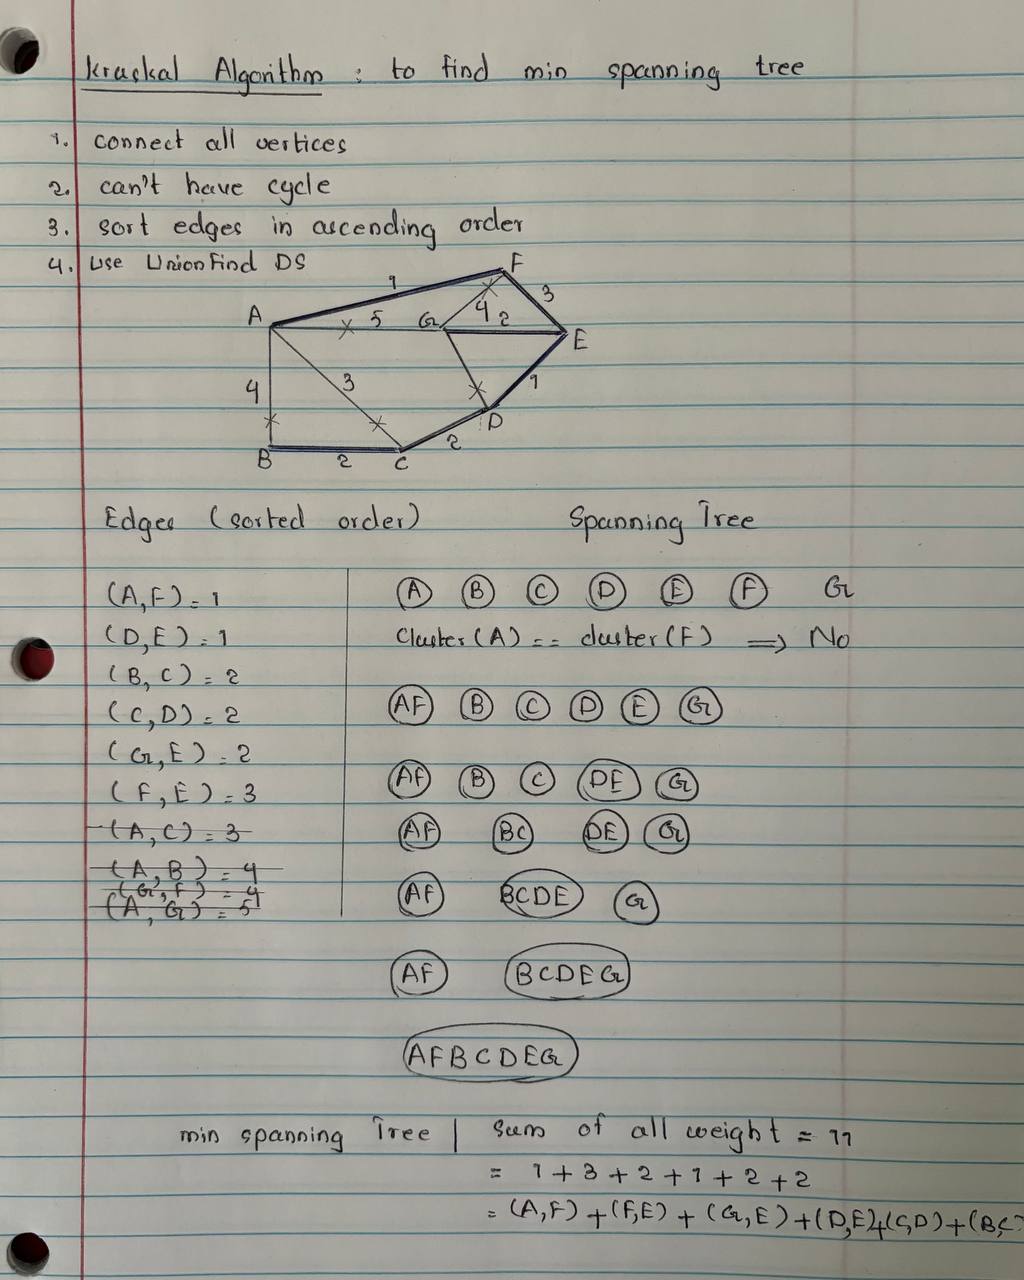 Kruskal Algorithm : to find min spanning tree
1. connect all vertices
2. can't have cycle
3. sort edges in ascending order
4. Use Union Find DS
F
1
3
A
5
G
4
2
E
4
3
1
D
2
B
2
C
Edges (sorted order)
Spanning Tree
(A,F) = 1
(D,E) = 1
(B,C) = 2
(C,D) = 2
(G,E) = 2
(F,E) = 3
(A,C) = 3
(A,B) = 4
(G,F) = 4
(A,G) = 5
A B C D E F G
Cluster(A) == cluster(F) => No
AF B C D E G
AF B C DE G
AF BC DE G
AF BCDE G
AF BCDEG
AFBCDEG
min spanning Tree | Sum of all weight = 11
= 1 + 3 + 2 + 1 + 2 + 2
= (A,F) + (F,E) + (G,E) + (D,E) + (C,D) + (B,C)